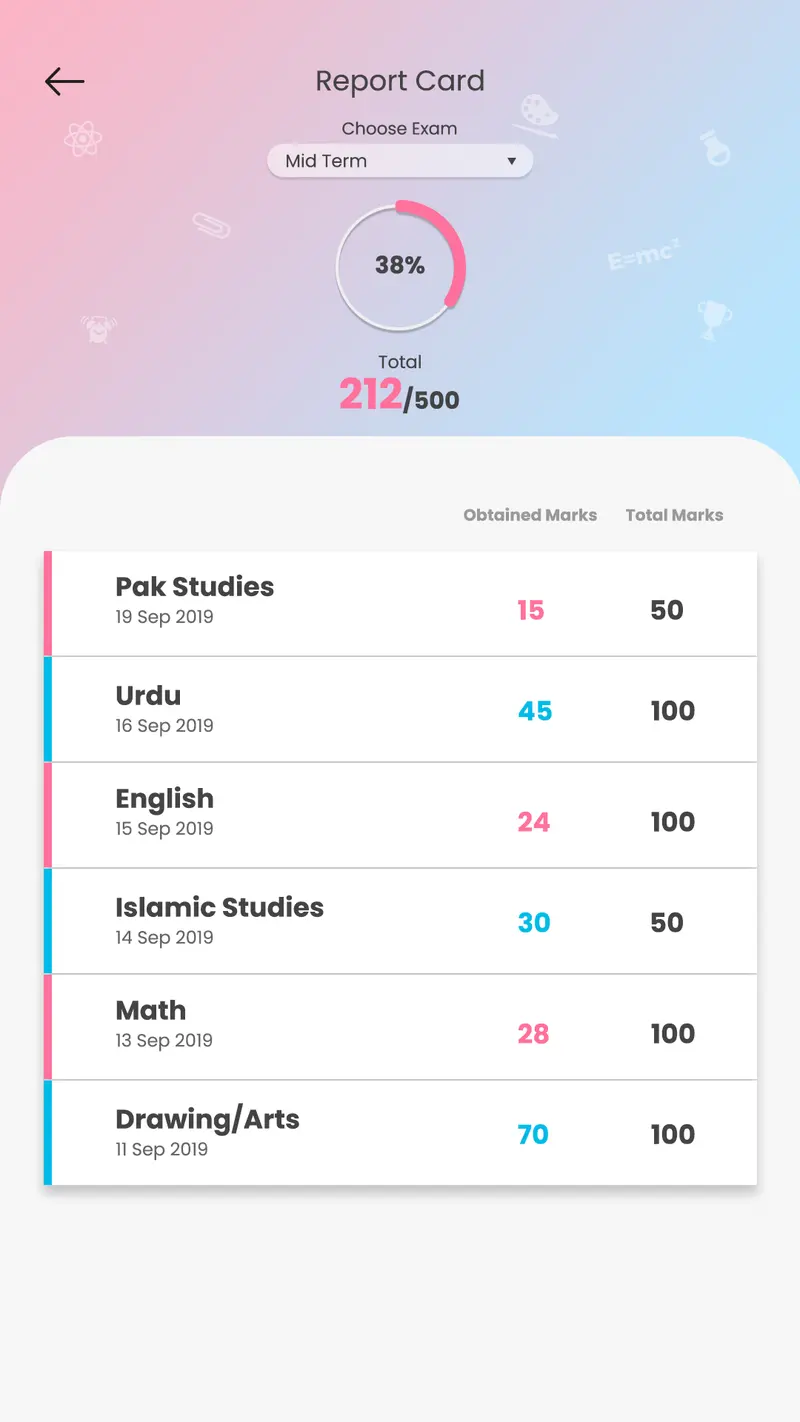 Report Card
Choose Exam
Mid Term
E=mc²
38%
Total
212/500
Obtained Marks Total Marks
Pak Studies
19 Sep 2019
15 50
Urdu
16 Sep 2019
45 100
English
15 Sep 2019
24 100
Islamic Studies
14 Sep 2019
30 50
Math
13 Sep 2019
28 100
Drawing/Arts
11 Sep 2019
70 100